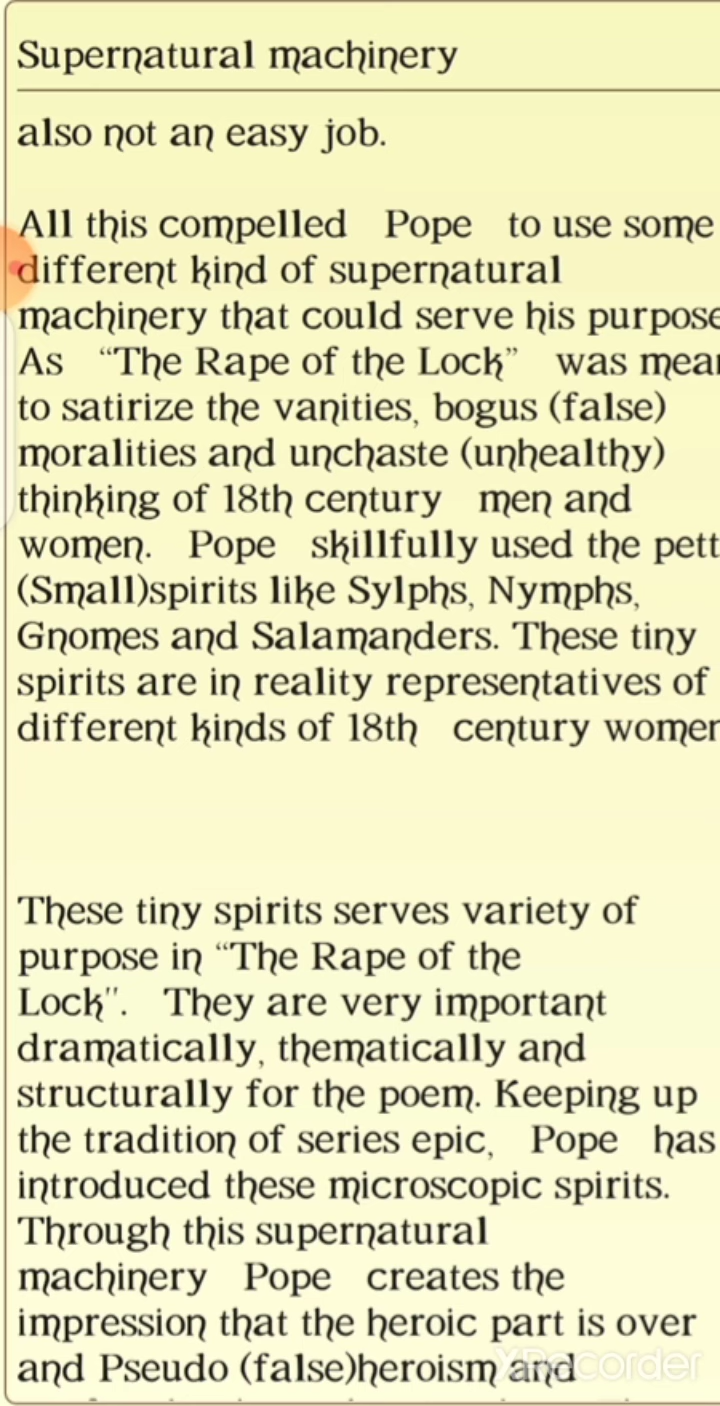 Supernatural machinery
also not an easy job.
All this compelled Pope to use some
different kind of supernatural
machinery that could serve his purpose
As “The Rape of the Lock” was mea
to satirize the vanities, bogus (false)
moralities and unchaste (unhealthy)
thinking of 18th century men and
women. Pope skillfully used the pett
(Small)spirits like Sylphs, Nymphs,
Gnomes and Salamanders. These tiny
spirits are in reality representatives of
different kinds of 18th century women
These tiny spirits serves variety of
purpose in “The Rape of the
Lock". They are very important
dramatically, thematically and
structurally for the poem. Keeping up
the tradition of series epic, Pope has
introduced these microscopic spirits.
Through this supernatural
machinery Pope creates the
impression that the heroic part is over
and Pseudo (false)heroism and
XRecorder